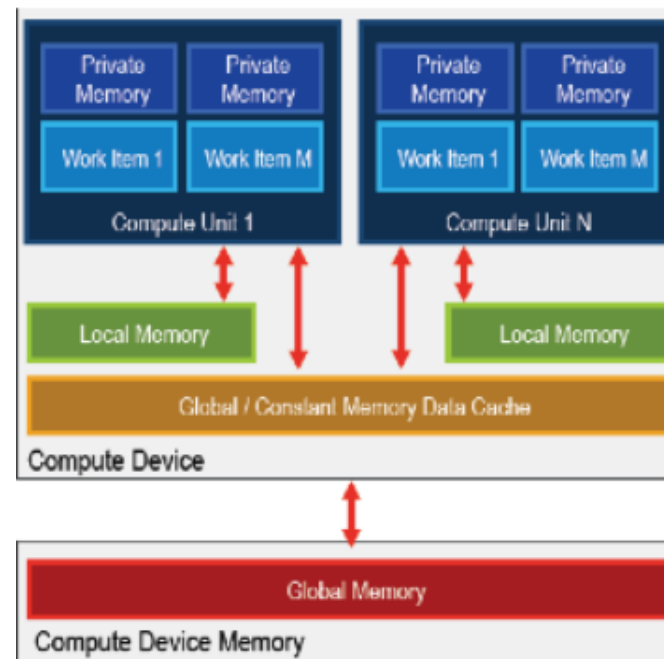 Private Memory
Private Memory
Private Memory
Private Memory
Work Item 1
Work Item M
Work Item 1
Work Item M
Compute Unit 1
Compute Unit N
Local Memory
Local Memory
Global / Constant Memory Data Cache
Compute Device
Global Memory
Compute Device Memory